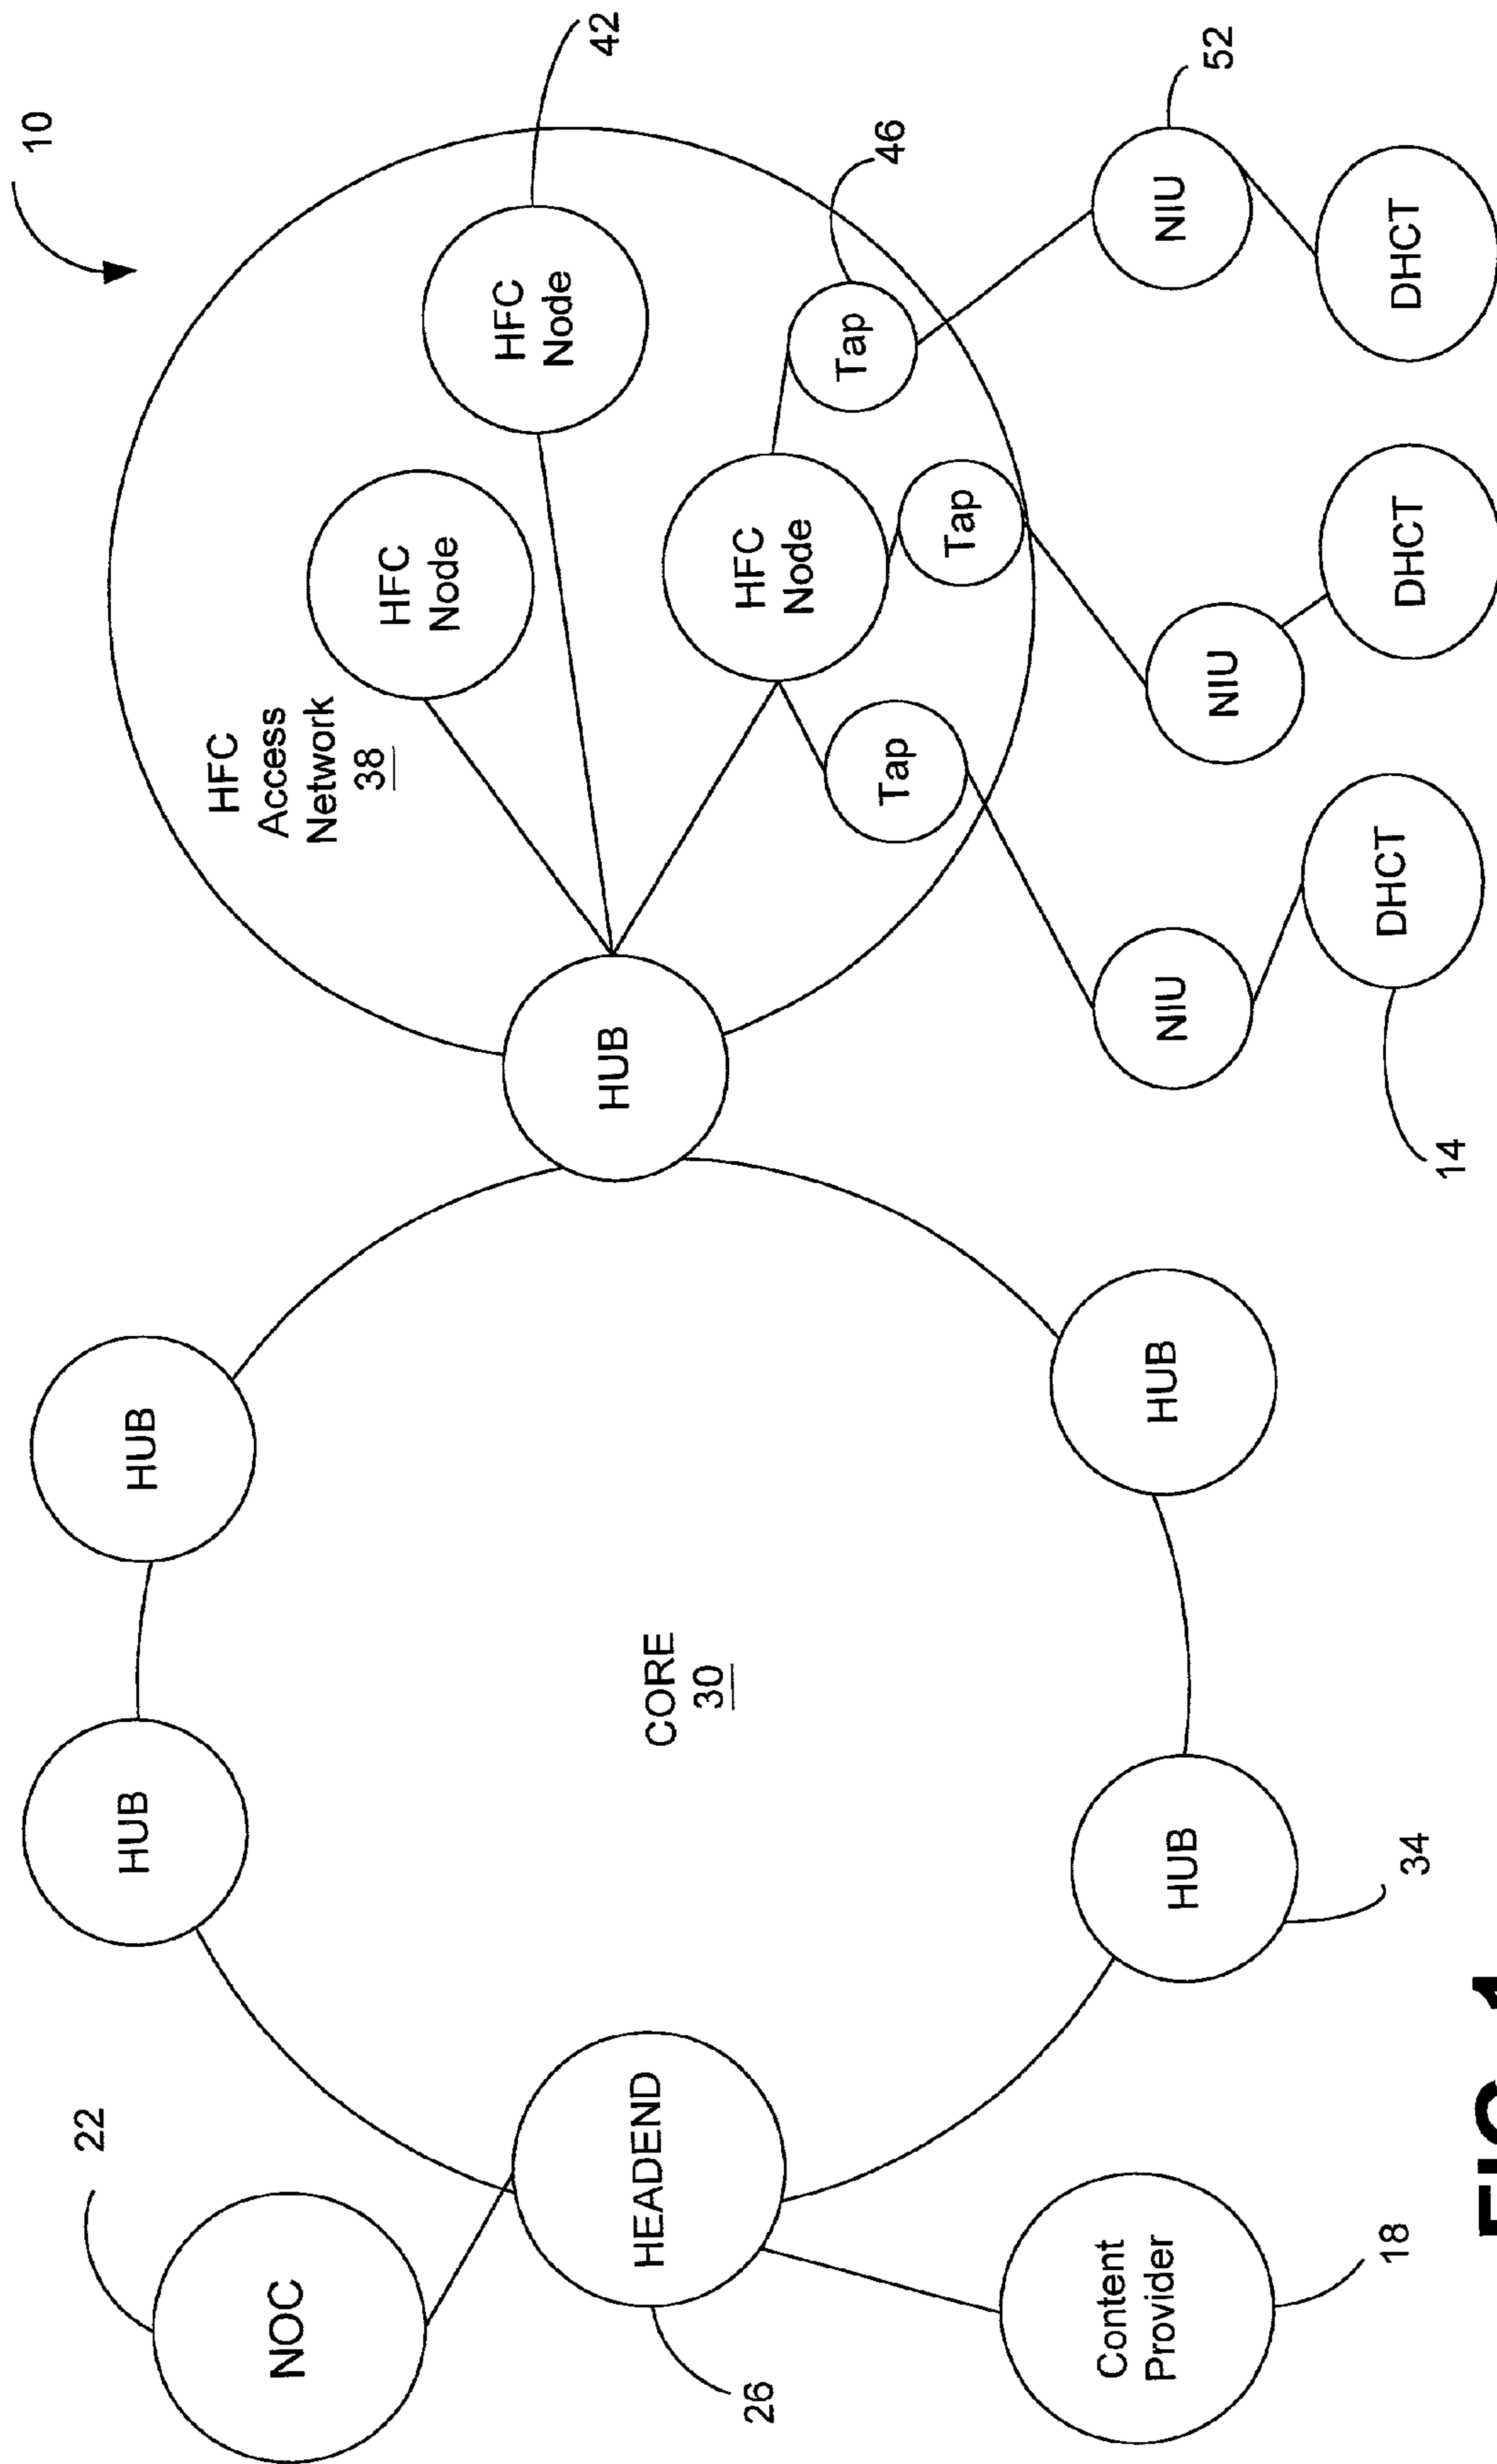 10
22
HUB
HUB
HFC
Access
Network
38
NOC
HFC
Node
HFC
Node
42
HEADEND
CORE
30
HUB
HFC
Node
Tap
46
Tap
Tap
26
Content
Provider
HUB
HUB
NIU
NIU
NIU
52
18
34
14
DHCT
DHCT
DHCT